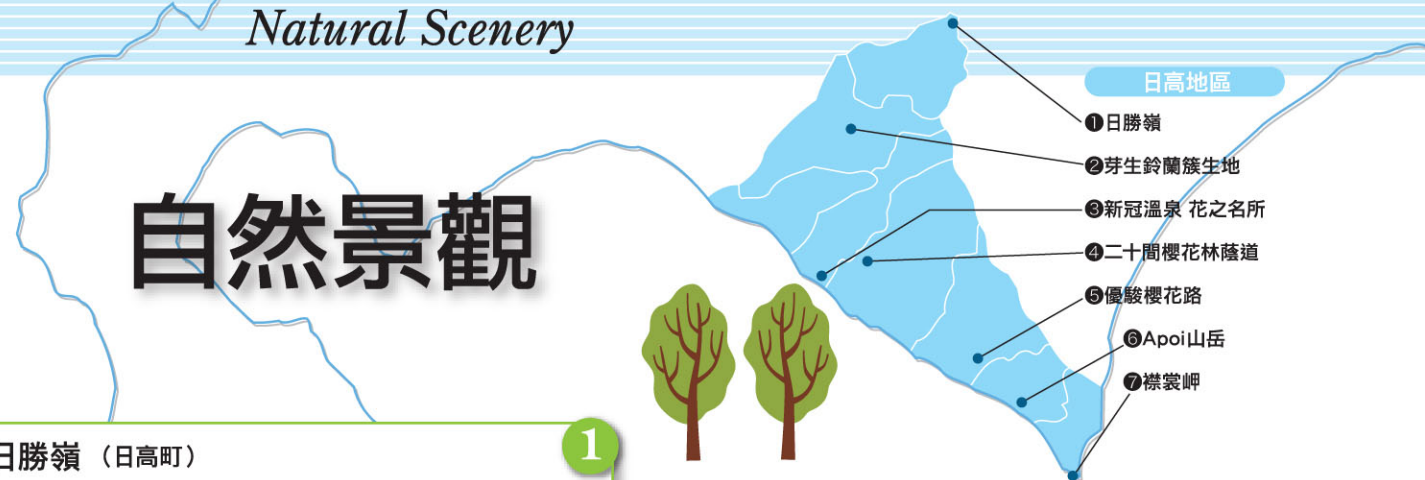 Natural Scenery
自然景觀
日高地區
❶日勝嶺
❷芽生鈴蘭簇生地
❸新冠溫泉 花之名所
❹二十間櫻花林蔭道
❺優駿櫻花路
❻Apoi山岳
❼襟裳岬
日勝嶺（日高町）
1